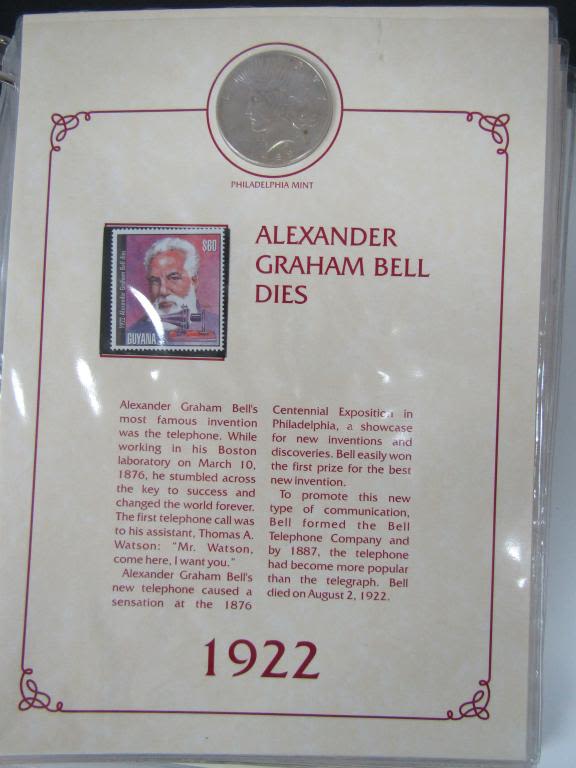 PHILADELPHIA MINT
$60
1922 Alexander Graham Bell dies
GUYANA
ALEXANDER
GRAHAM BELL
DIES
Alexander Graham Bell's
most famous invention
was the telephone. While
working in his Boston
laboratory on March 10,
1876, he stumbled across
the key to success and
changed the world forever.
The first telephone call was
to his assistant, Thomas A.
Watson: "Mr. Watson,
come here, I want you."
Alexander Graham Bell's
new telephone caused a
sensation at the 1876
Centennial Exposition in
Philadelphia, a showcase
for new inventions and
discoveries. Bell easily won
the first prize for the best
new invention.
To promote this new
type of communication,
Bell formed the Bell
Telephone Company and
by 1887, the telephone
had become more popular
than the telegraph. Bell
died on August 2, 1922.
1922